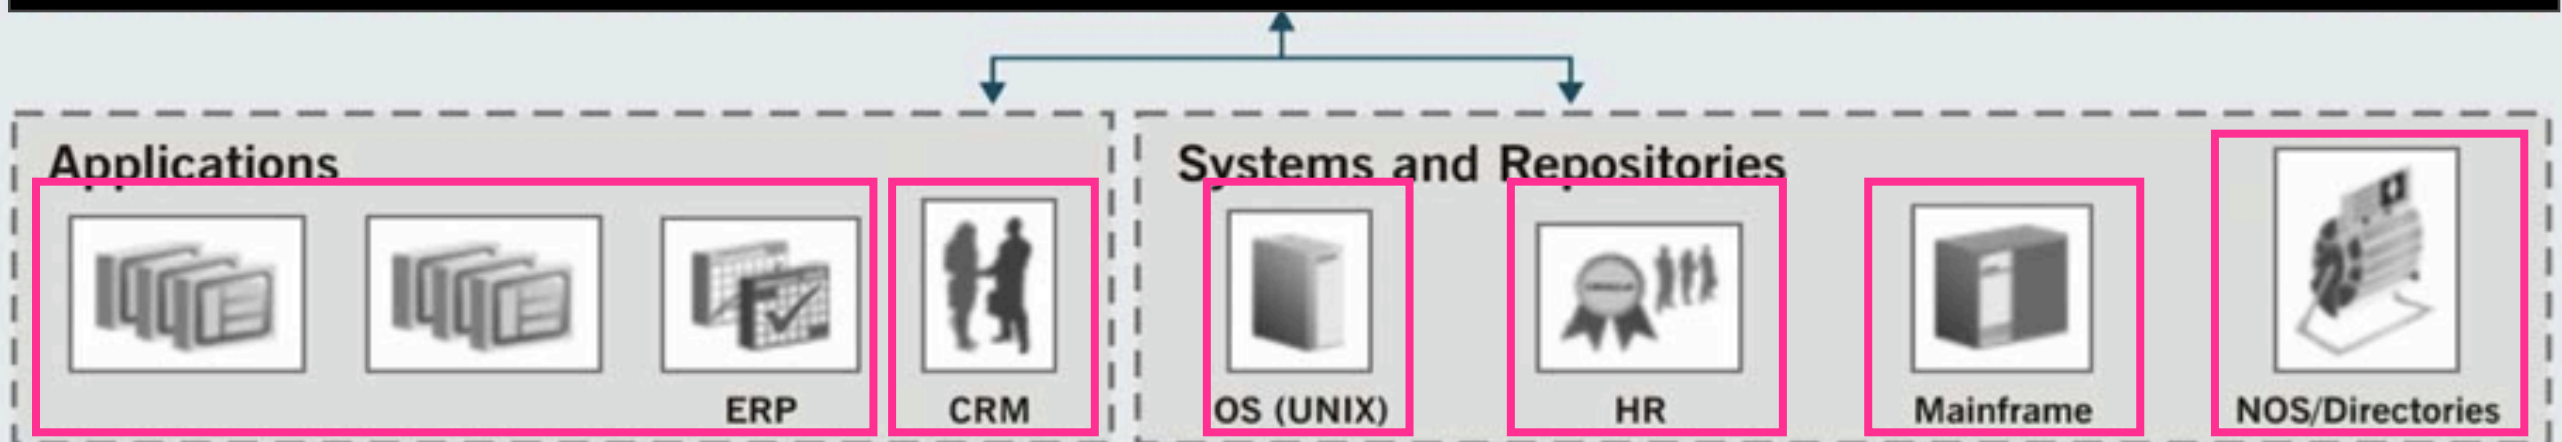 Applications
Systems and Repositories
ERP
CRM
OS (UNIX)
HR
Mainframe
NOS/Directories